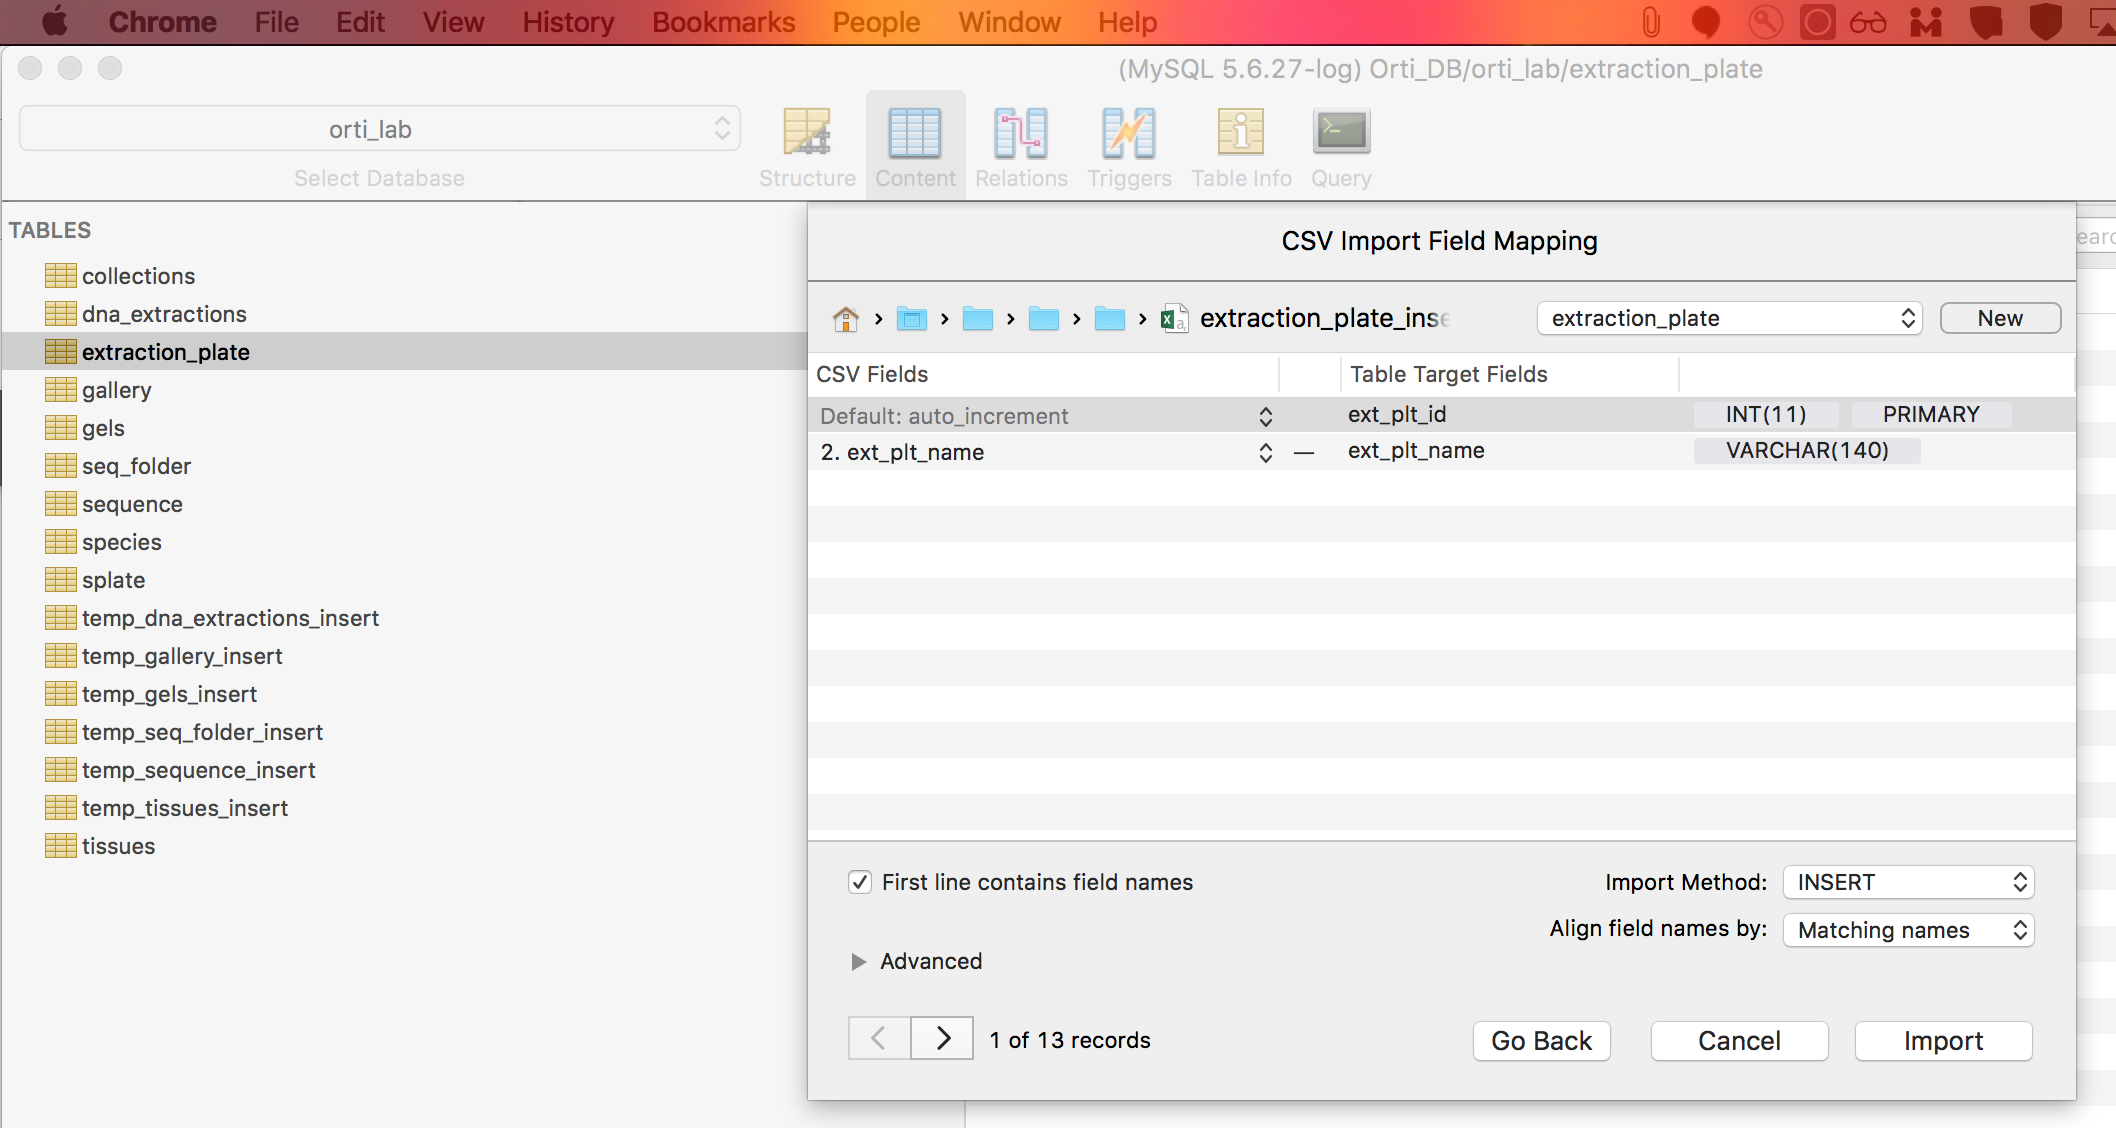 Chrome File Edit View History Bookmarks People Window Help
(MySQL 5.6.27-log) Orti_DB/orti_lab/extraction_plate
orti_lab
Select Database
Structure Content Relations Triggers Table Info Query
TABLES
collections
dna_extractions
extraction_plate
gallery
gels
seq_folder
sequence
species
splate
temp_dna_extractions_insert
temp_gallery_insert
temp_gels_insert
temp_seq_folder_insert
temp_sequence_insert
temp_tissues_insert
tissues
CSV Import Field Mapping
extraction_plate_inse
extraction_plate
New
CSV Fields Table Target Fields
Default: auto_increment ext_plt_id INT(11) PRIMARY
2. ext_plt_name — ext_plt_name VARCHAR(140)
First line contains field names
Import Method: INSERT
Align field names by: Matching names
Advanced
1 of 13 records
Go Back Cancel Import